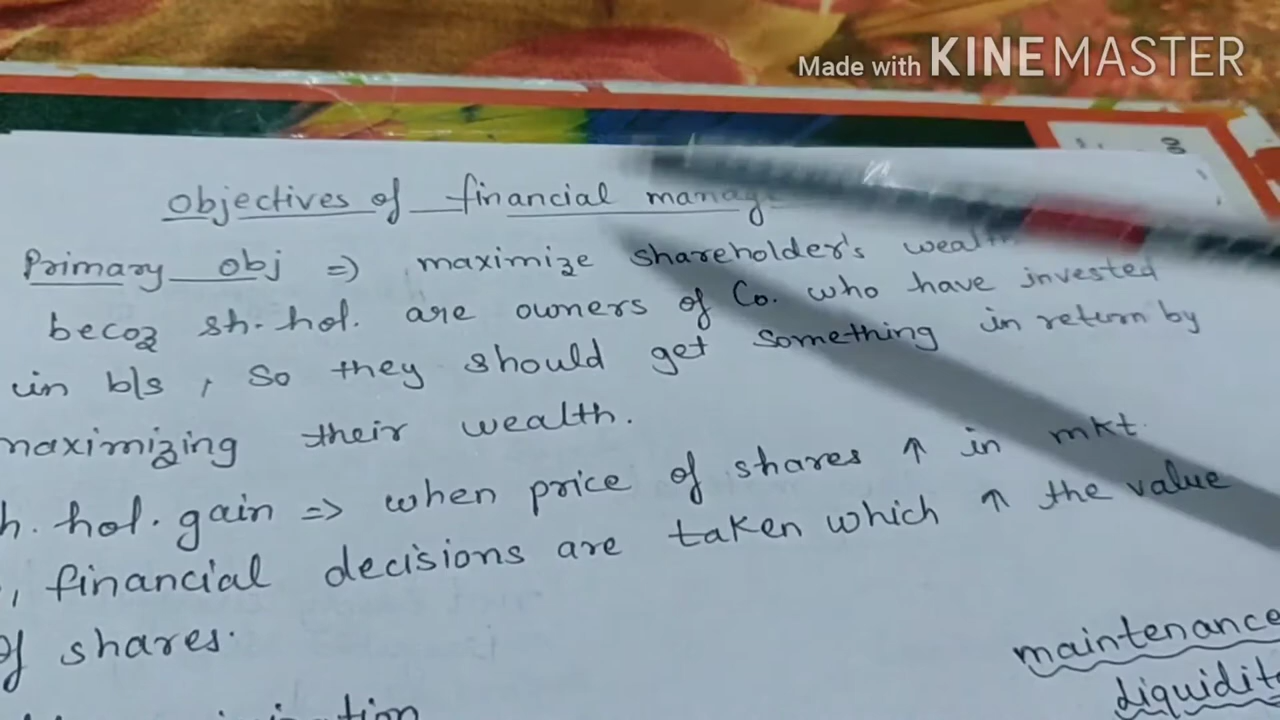 Made with KINEMASTER
3
Objectives of financial
Primary obj => maximize shareholder's
becoz sh. hol. are owners of Co. who have invested
in b/s, so they should get something in return by
maximizing their wealth.
hol. gain => when price of shares ↑ in mkt.
, financial decisions are taken which ↑ the value
of shares.
maintenance